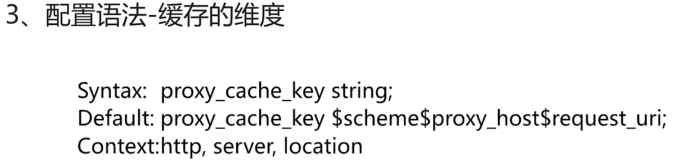 3、配置语法-缓存的维度
Syntax: proxy_cache_key string;
Default: proxy_cache_key $scheme$proxy_host$request_uri;
Context:http, server, location